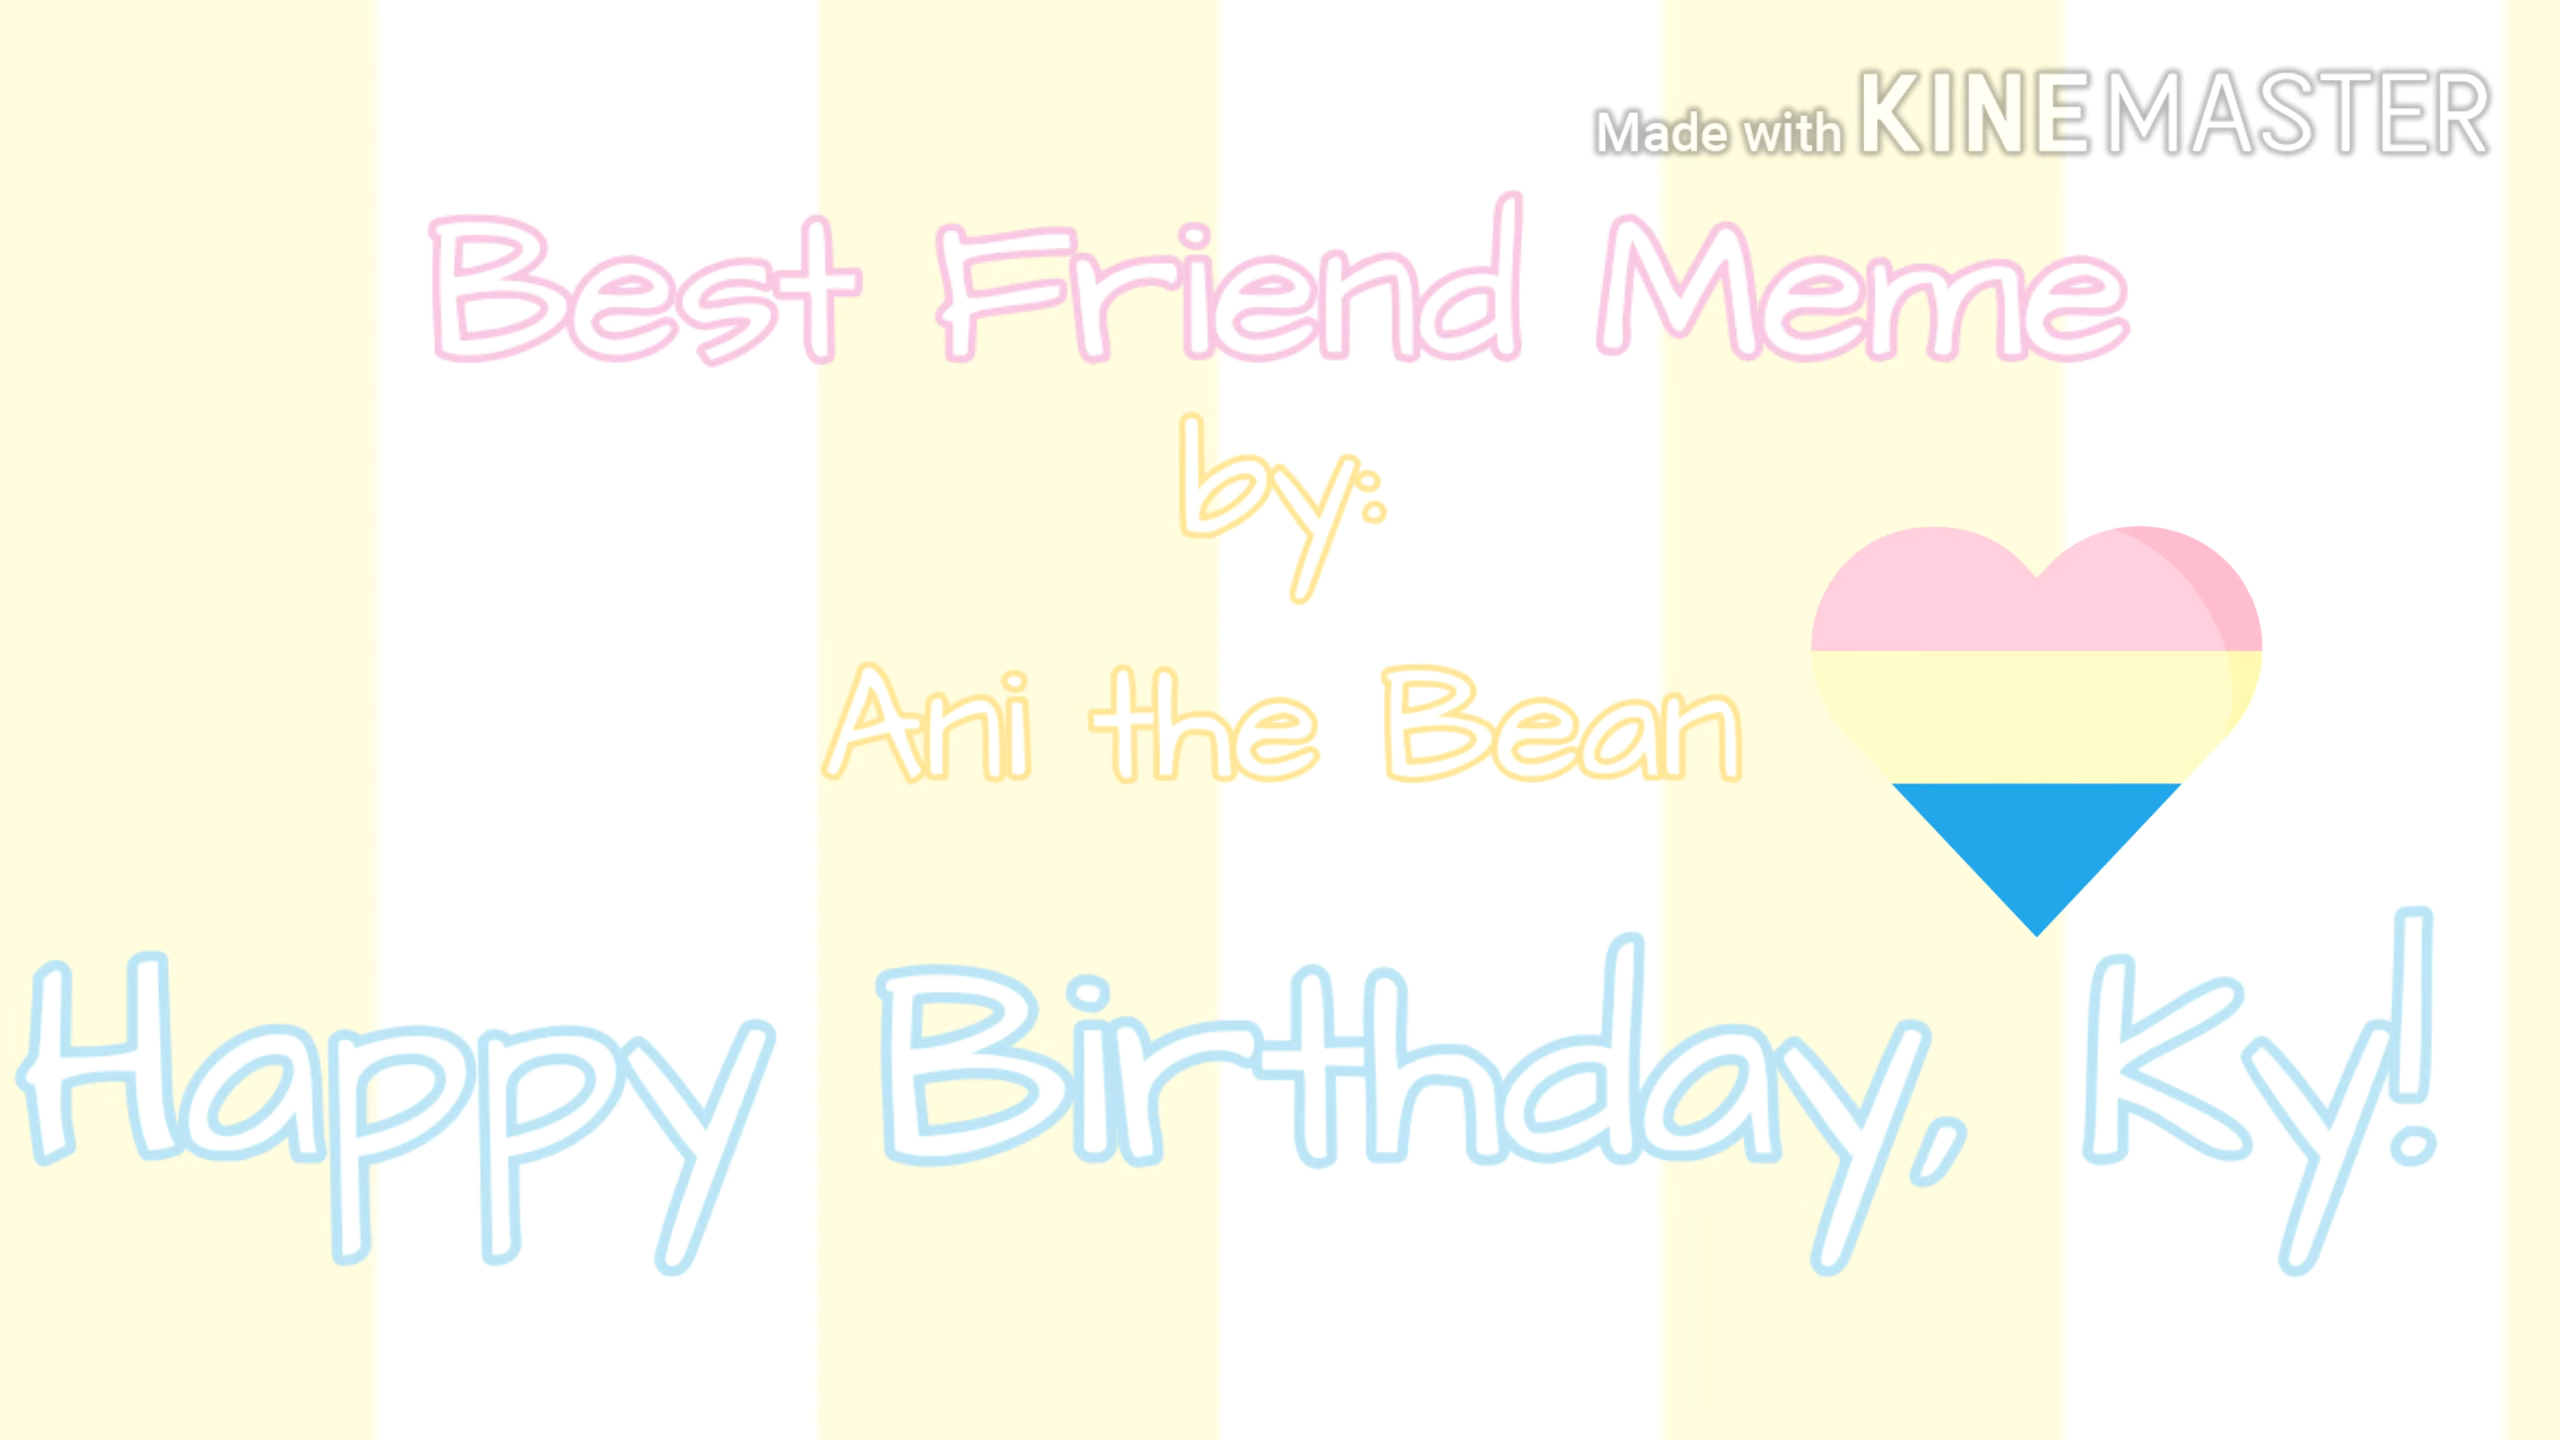 Made with KINEMASTER
Best Friend Meme
by:
Ani the Bean
Happy Birthday, Ky!